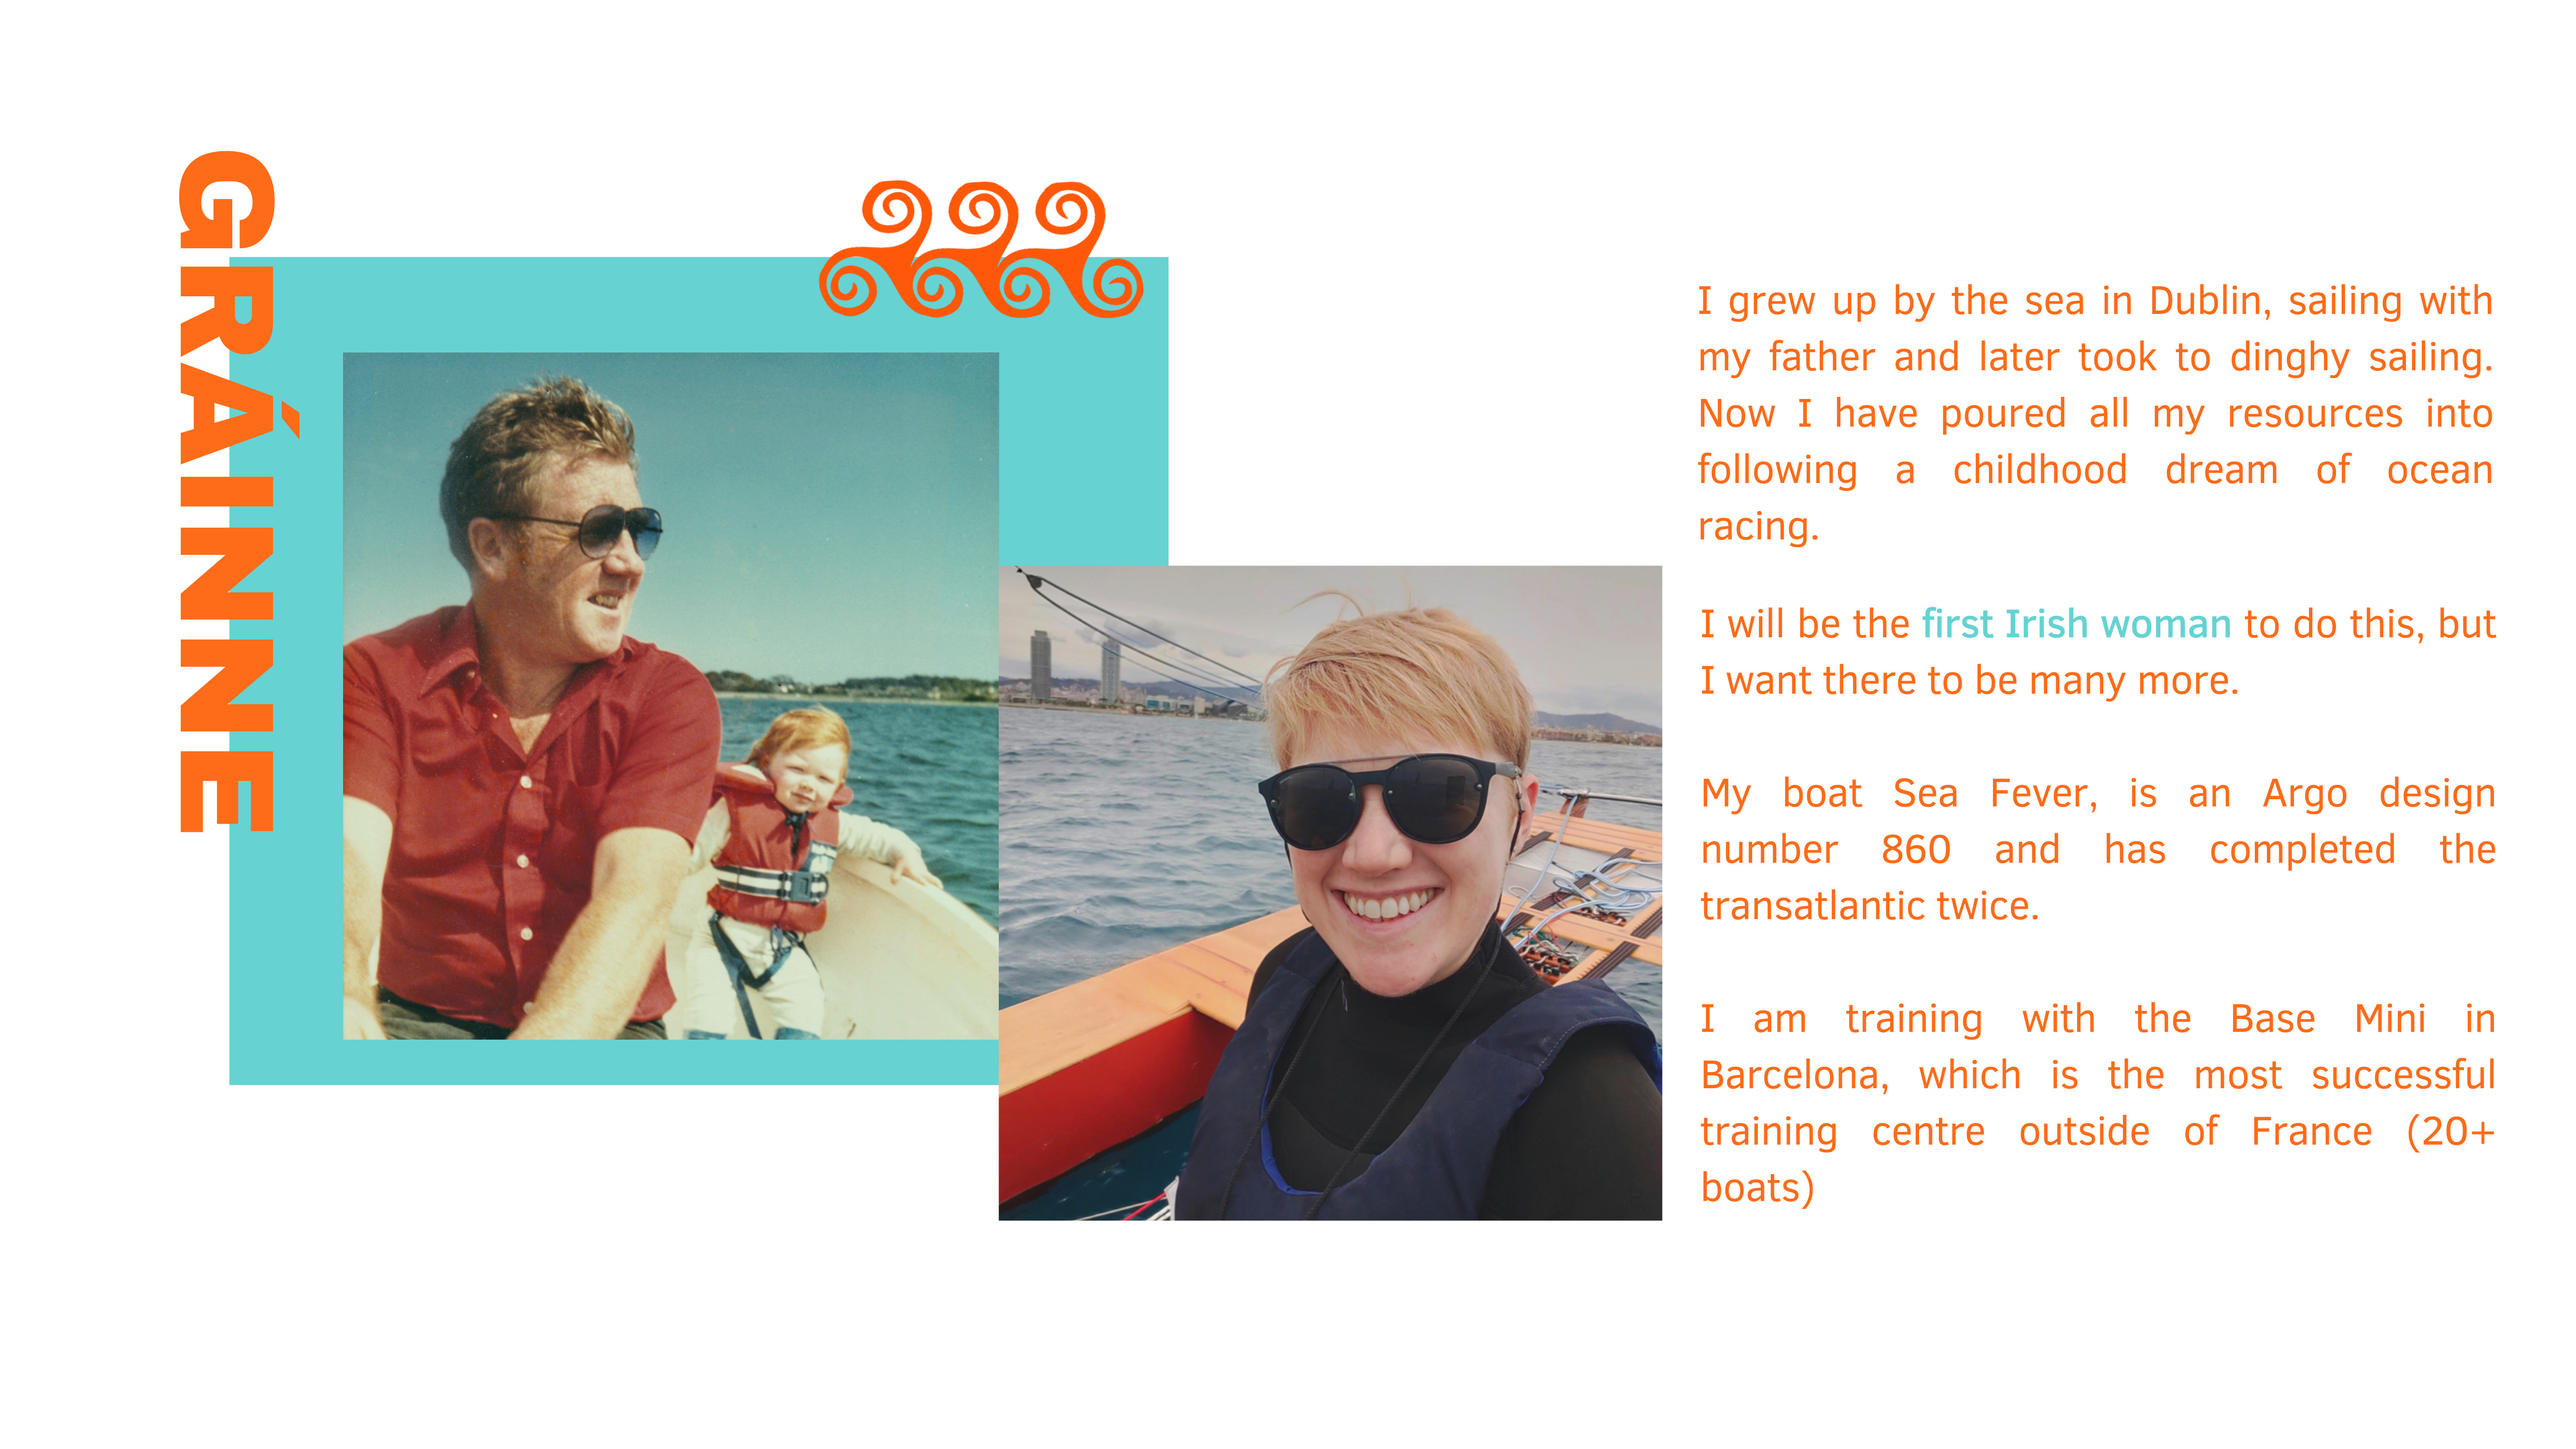 GRÁINNE
I grew up by the sea in Dublin, sailing with
my father and later took to dinghy sailing.
Now I have poured all my resources into
following a childhood dream of ocean
racing.
I will be the first Irish woman to do this, but
I want there to be many more.
My boat Sea Fever, is an Argo design
number 860 and has completed the
transatlantic twice.
I am training with the Base Mini in
Barcelona, which is the most successful
training centre outside of France (20+
boats)